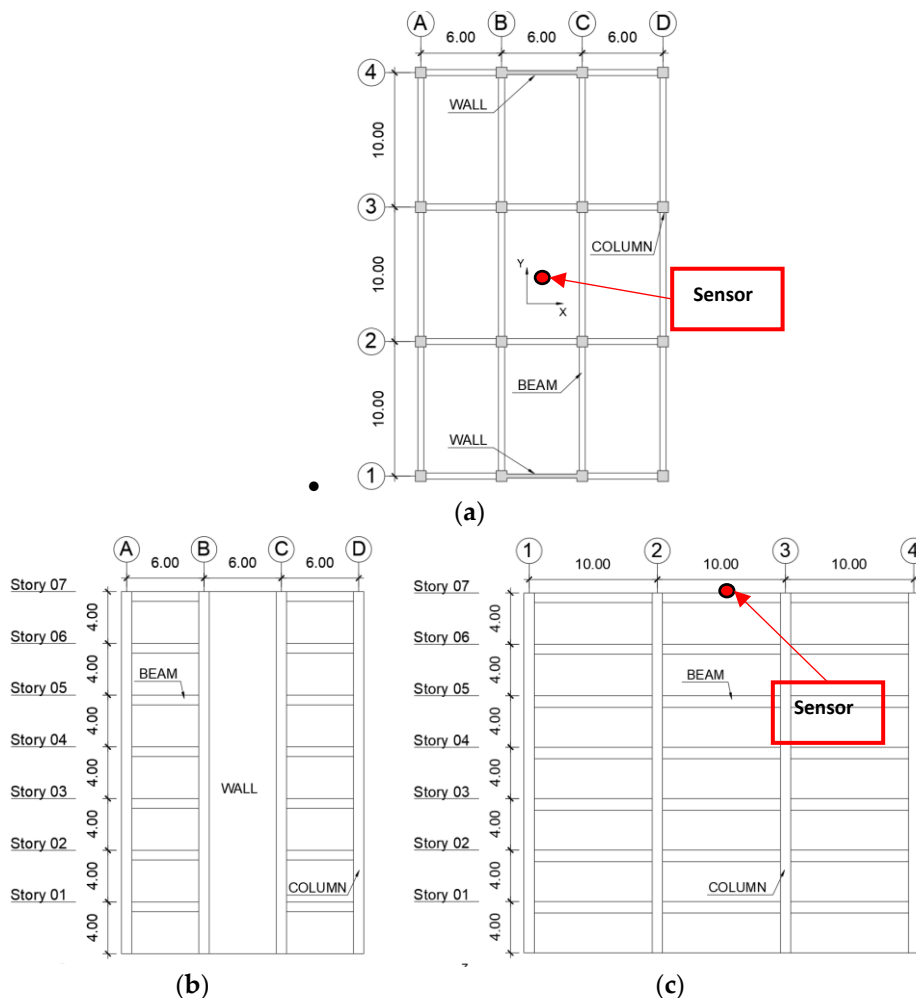 A B C D
6.00 6.00 6.00
4
WALL
10.00
3
COLUMN
Y
10.00
Sensor
X
2
BEAM
10.00
WALL
1
(a)
A B C D
6.00 6.00 6.00
Story 07
4.00
Story 06
4.00
BEAM
Story 05
4.00
Story 04
4.00
WALL
Story 03
4.00
Story 02
4.00
COLUMN
Story 01
4.00
(b)
1 2 3 4
10.00 10.00 10.00
Story 07
4.00
Story 06
4.00
BEAM
Story 05
Sensor
4.00
Story 04
4.00
Story 03
4.00
Story 02
4.00
COLUMN
Story 01
4.00
(c)